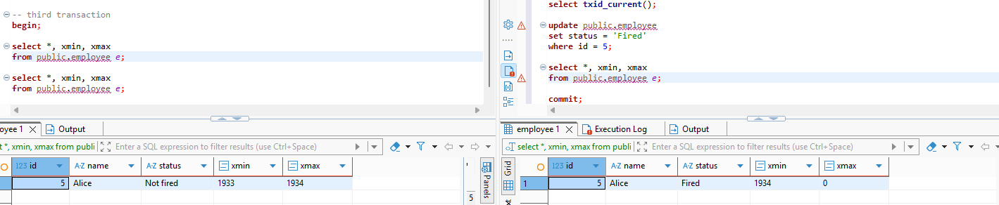 -- third transaction
begin;
select *, xmin, xmax
from public.employee e;
select *, xmin, xmax
from public.employee e;
oyee 1
Output
ct *, xmin, xmax from publi
Enter a SQL expression to filter results (use Ctrl+Space)
123 id
A-Z name
A-Z status
xmin
xmax
5
Alice
Not fired
1933
1934
Panels
5
select txid_current();
update public.employee
set status = 'Fired'
where id = 5;
select *, xmin, xmax
from public.employee e;
commit;
employee 1
Execution Log
Output
select *, xmin, xmax from publi
Enter a SQL expression to filter results (use Ctrl+Space)
Grid
123 id
A-Z name
A-Z status
xmin
xmax
1
5
Alice
Fired
1934
0